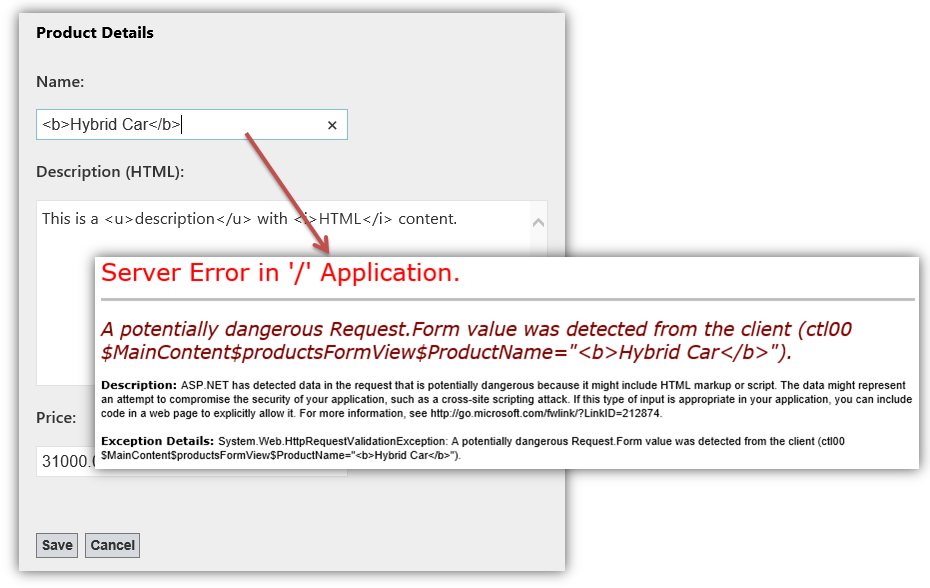 Product Details
Name:
<b>Hybrid Car</b>
Description (HTML):
This is a <u>description</u> with <i>HTML</i> content.
Server Error in '/' Application.
A potentially dangerous Request.Form value was detected from the client (ctl00
$MainContent$productsFormView$ProductName="<b>Hybrid Car</b>").
Description: ASP.NET has detected data in the request that is potentially dangerous because it might include HTML markup or script. The data might represent
an attempt to compromise the security of your application, such as a cross-site scripting attack. If this type of input is appropriate in your application, you can include
code in a web page to explicitly allow it. For more information, see http://go.microsoft.com/fwlink/?LinkID=212874.
Exception Details: System.Web.HttpRequestValidationException: A potentially dangerous Request.Form value was detected from the client (ctl00
$MainContent$productsFormView$ProductName="<b>Hybrid Car</b>").
Price:
31000.
Save Cancel